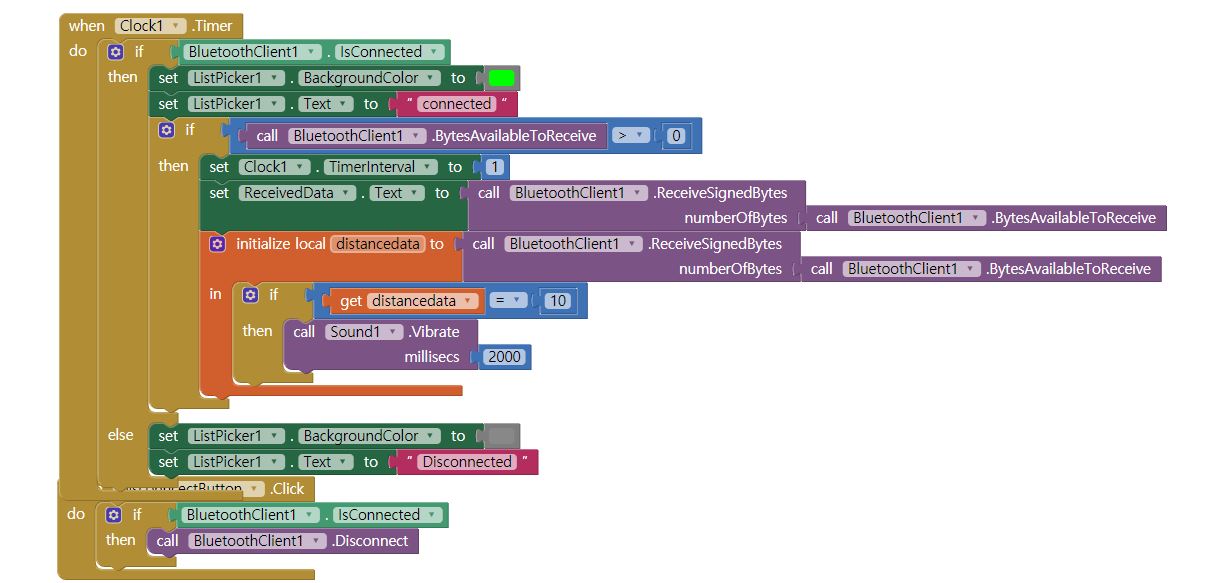 when Clock1 .Timer
do if BluetoothClient1 . IsConnected
then set ListPicker1 . BackgroundColor to
set ListPicker1 . Text to " connected "
if call BluetoothClient1 .BytesAvailableToReceive > 0
then set Clock1 . TimerInterval to 1
set ReceivedData . Text to call BluetoothClient1 .ReceiveSignedBytes
numberOfBytes call BluetoothClient1 .BytesAvailableToReceive
initialize local distancedata to call BluetoothClient1 .ReceiveSignedBytes
numberOfBytes call BluetoothClient1 .BytesAvailableToReceive
in if get distancedata = 10
then call Sound1 .Vibrate
millisecs 2000
else set ListPicker1 . BackgroundColor to
set ListPicker1 . Text to " Disconnected "
.Click
do if BluetoothClient1 . IsConnected
then call BluetoothClient1 .Disconnect